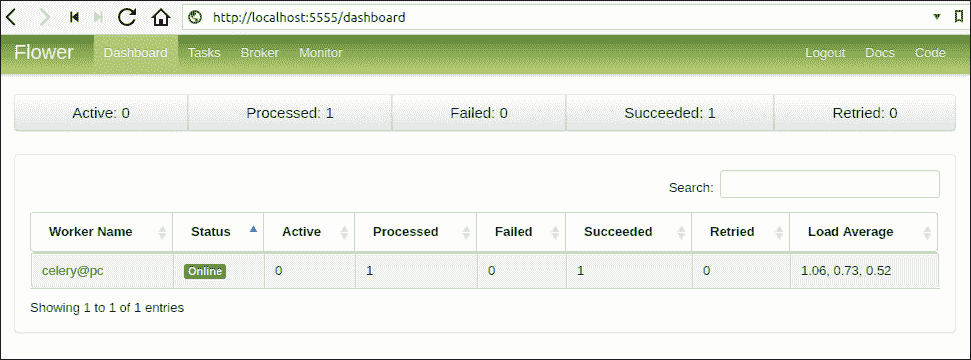 http://localhost:5555/dashboard
Flower Dashboard Tasks Broker Monitor Logout Docs Code
Active: 0 Processed: 1 Failed: 0 Succeeded: 1 Retried: 0
Search:
Worker Name Status Active Processed Failed Succeeded Retried Load Average
celery@pc Online 0 1 0 1 0 1.06, 0.73, 0.52
Showing 1 to 1 of 1 entries